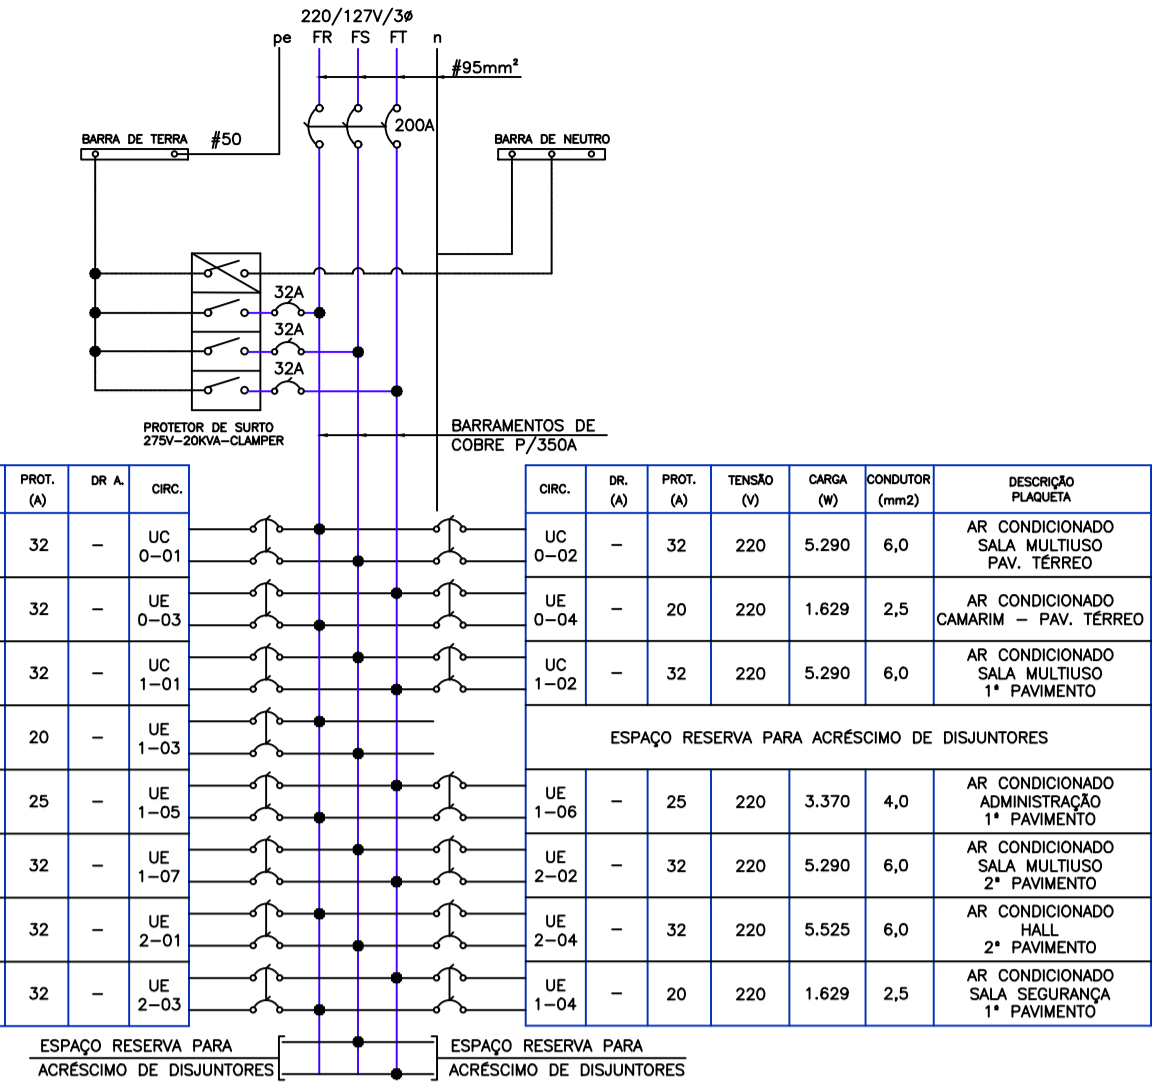 220/127V/3ø
pe FR FS FT n
#95mm²
200A
BARRA DE TERRA #50
BARRA DE NEUTRO
32A
32A
32A
PROTETOR DE SURTO
275V-20KVA-CLAMPER
BARRAMENTOS DE
COBRE P/350A
PROT. (A) DR A. CIRC.
32 – UC 0-01
32 – UE 0-03
32 – UC 1-01
20 – UE 1-03
25 – UE 1-05
32 – UE 1-07
32 – UE 2-01
32 – UE 2-03
CIRC. DR. (A) PROT. (A) TENSÃO (V) CARGA (W) CONDUTOR (mm2) DESCRIÇÃO PLAQUETA
UC 0-02 – 32 220 5.290 6,0 AR CONDICIONADO
SALA MULTIUSO
PAV. TÉRREO
UE 0-04 – 20 220 1.629 2,5 AR CONDICIONADO
CAMARIM – PAV. TÉRREO
UC 1-02 – 32 220 5.290 6,0 AR CONDICIONADO
SALA MULTIUSO
1º PAVIMENTO
ESPAÇO RESERVA PARA ACRÉSCIMO DE DISJUNTORES
UE 1-06 – 25 220 3.370 4,0 AR CONDICIONADO
ADMINISTRAÇÃO
1º PAVIMENTO
UE 2-02 – 32 220 5.290 6,0 AR CONDICIONADO
SALA MULTIUSO
2º PAVIMENTO
UE 2-04 – 32 220 5.525 6,0 AR CONDICIONADO
HALL
2º PAVIMENTO
UE 1-04 – 20 220 1.629 2,5 AR CONDICIONADO
SALA SEGURANÇA
1º PAVIMENTO
ESPAÇO RESERVA PARA
ACRÉSCIMO DE DISJUNTORES
ESPAÇO RESERVA PARA
ACRÉSCIMO DE DISJUNTORES